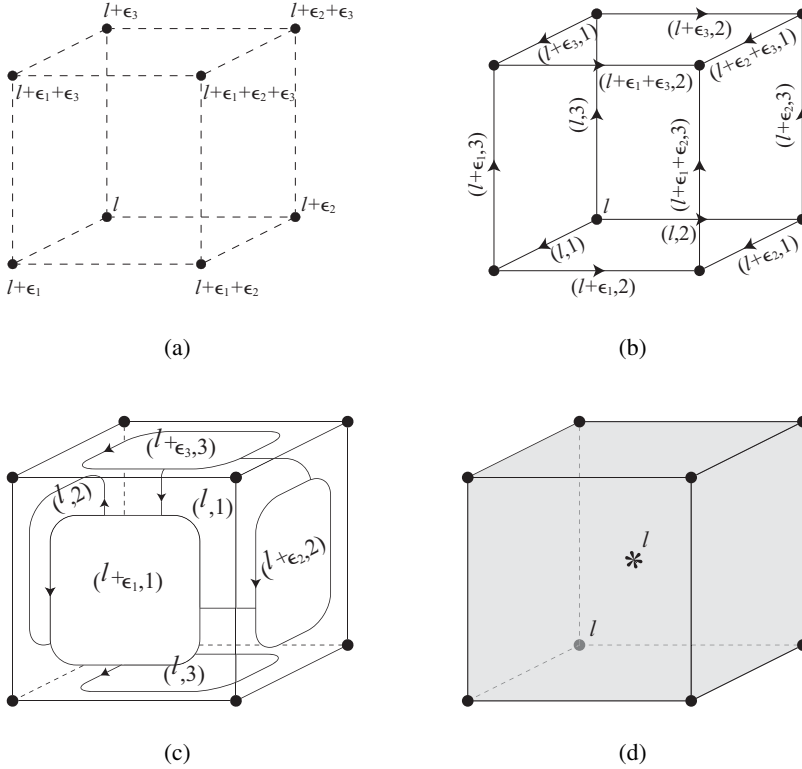 l+ϵ₃
l+ϵ₂+ϵ₃
l+ϵ₁+ϵ₃
l+ϵ₁+ϵ₂+ϵ₃
l
l+ϵ₂
l+ϵ₁
l+ϵ₁+ϵ₂
(a)
(l+ϵ₃,1)
(l+ϵ₃,2)
(l+ϵ₂+ϵ₃,1)
(l+ϵ₁+ϵ₃,2)
(l+ϵ₁,3)
(l,3)
(l+ϵ₁+ϵ₂,3)
(l+ϵ₂,3)
l
(l,1)
(l,2)
(l+ϵ₂,1)
(l+ϵ₁,2)
(b)
(l+ϵ₃,3)
(l,2)
(l,1)
(l+ϵ₁,1)
(l+ϵ₂,2)
(l,3)
(c)
l
*
l
(d)